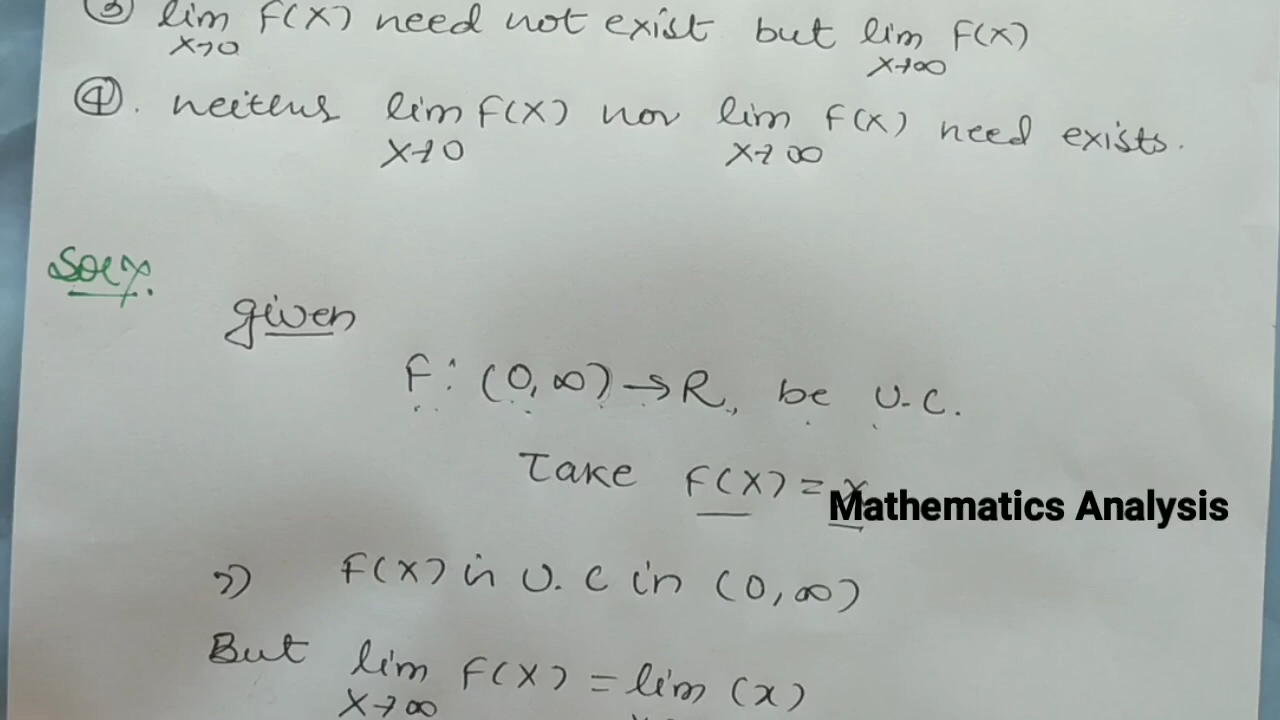 ③ lim F(X) need not exist but lim F(X)
X→0 X→∞
④. neither lim F(X) nor lim F(X) need exists.
X→0 X→∞
Soln.
given
F: (0, ∞) → R, be U.C.
Take F(X) = x
Mathematics Analysis
⇒ F(X) is U.C in (0, ∞)
But lim F(X) = lim (x)
X→∞